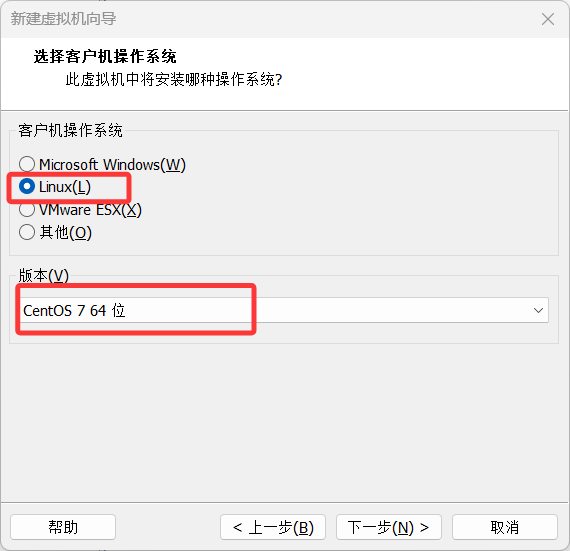 新建虚拟机向导
选择客户机操作系统
此虚拟机中将安装哪种操作系统?
客户机操作系统
Microsoft Windows(W)
Linux(L)
VMware ESX(X)
其他(O)
版本(V)
CentOS 7 64 位
帮助
< 上一步(B)
下一步(N) >
取消